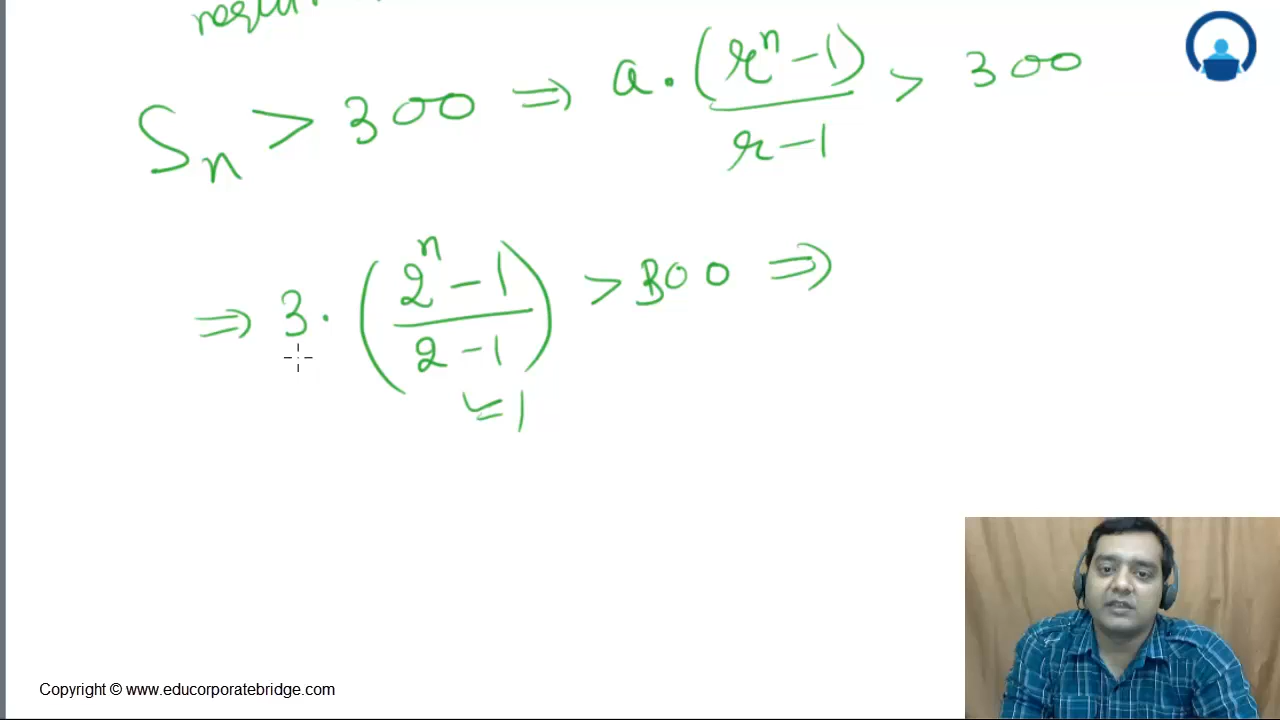 Sn > 300 ⇒ a · (r^n − 1) / (r − 1) > 300
⇒ 3 · ((2^n − 1) / (2 − 1)) > 300 ⇒
= 1
Copyright © www.educorporatebridge.com